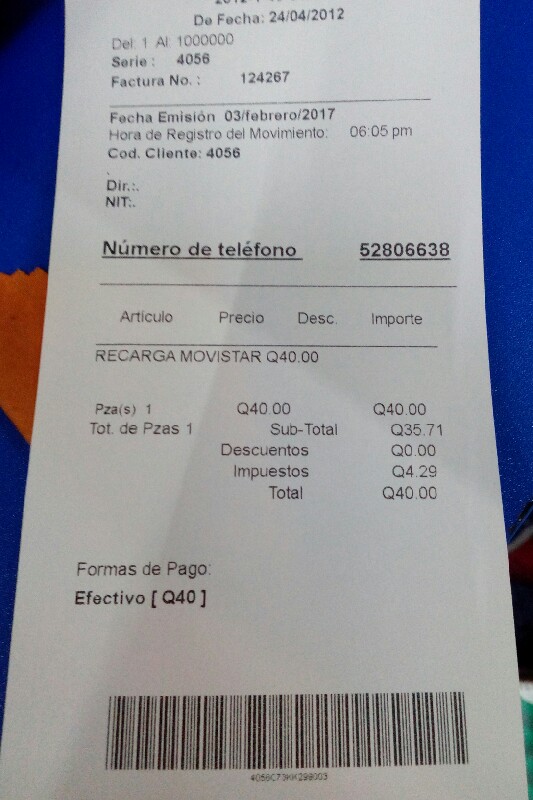 De Fecha: 24/04/2012
Del: 1 Al: 1000000
Serie : 4056
Factura No. : 124267
Fecha Emisión 03/febrero/2017
Hora de Registro del Movimiento: 06:05 pm
Cod. Cliente: 4056
.
Dir.:.
NIT:.
Número de teléfono 52806638
Artículo Precio Desc. Importe
RECARGA MOVISTAR Q40.00
Pza(s) 1 Q40.00 Q40.00
Tot. de Pzas 1 Sub-Total Q35.71
Descuentos Q0.00
Impuestos Q4.29
Total Q40.00
Formas de Pago:
Efectivo [ Q40 ]